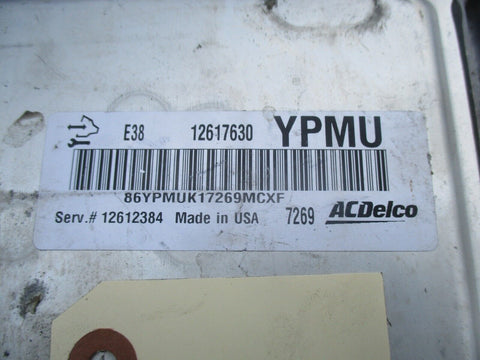 E38 12617630 YPMU
86YPMUK17269MCXF
Serv.# 12612384 Made in USA 7269 ACDelco